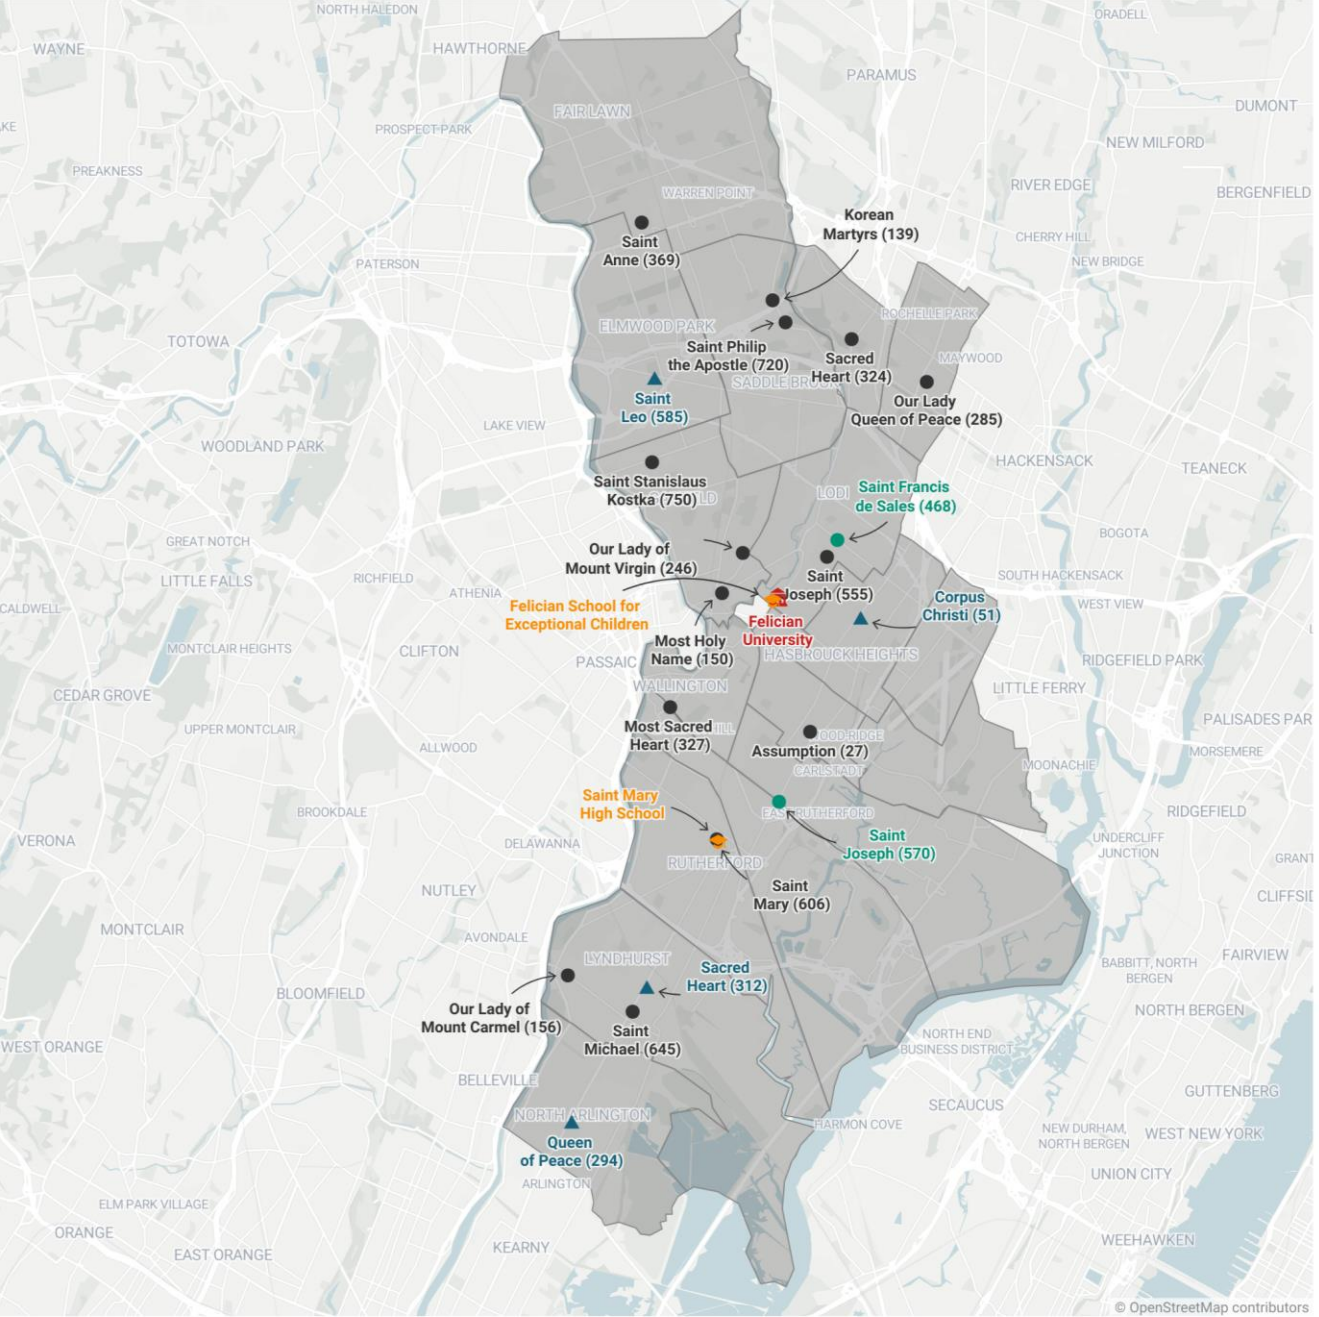 NORTH HALEDON
ORADELL
WAYNE
HAWTHORNE
PARAMUS
DUMONT
FAIR LAWN
PROSPECT PARK
NEW MILFORD
PREAKNESS
WARREN POINT
RIVER EDGE
BERGENFIELD
Korean
Martyrs (139)
CHERRY HILL
Saint
Anne (369)
PATERSON
NEW BRIDGE
ROCHELLE PARK
ELMWOOD PARK
TOTOWA
Saint Philip
the Apostle (720)
Sacred
Heart (324)
MAYWOOD
SADDLE BROOK
Saint
Leo (585)
Our Lady
Queen of Peace (285)
LAKE VIEW
WOODLAND PARK
HACKENSACK
TEANECK
Saint Stanislaus
Kostka (750)
LD
LODI
Saint Francis
de Sales (468)
BOGOTA
GREAT NOTCH
Our Lady of
Mount Virgin (246)
LITTLE FALLS
RICHFIELD
ATHENIA
Saint
Joseph (555)
SOUTH HACKENSACK
CALDWELL
Felician School for
Exceptional Children
Corpus
Christi (51)
WEST VIEW
Felician
University
Most Holy
Name (150)
MONTCLAIR HEIGHTS
CLIFTON
PASSAIC
HASBROUCK HEIGHTS
RIDGEFIELD PARK
CEDAR GROVE
WALLINGTON
LITTLE FERRY
UPPER MONTCLAIR
Most Sacred
Heart (327)
HILL
PALISADES PAR
ALLWOOD
OOD-RIDGE
Assumption (27)
MORSEMERE
CARLSTADT
MOONACHIE
Saint Mary
High School
BROOKDALE
EAST RUTHERFORD
RIDGEFIELD
VERONA
DELAWANNA
Saint
Joseph (570)
UNDERCLIFF
JUNCTION
GRANT
RUTHERFORD
NUTLEY
Saint
Mary (606)
CLIFFSI
MONTCLAIR
AVONDALE
LYNDHURST
FAIRVIEW
Sacred
Heart (312)
BABBITT, NORTH
BERGEN
BLOOMFIELD
Our Lady of
Mount Carmel (156)
NORTH BERGEN
Saint
Michael (645)
WEST ORANGE
NORTH END
BUSINESS DISTRICT
BELLEVILLE
GUTTENBERG
SECAUCUS
NORTH ARLINGTON
HARMON COVE
NEW DURHAM,
NORTH BERGEN
WEST NEW YORK
Queen
of Peace (294)
UNION CITY
ARLINGTON
ELM PARK VILLAGE
ORANGE
EAST ORANGE
KEARNY
WEEHAWKEN
© OpenStreetMap contributors